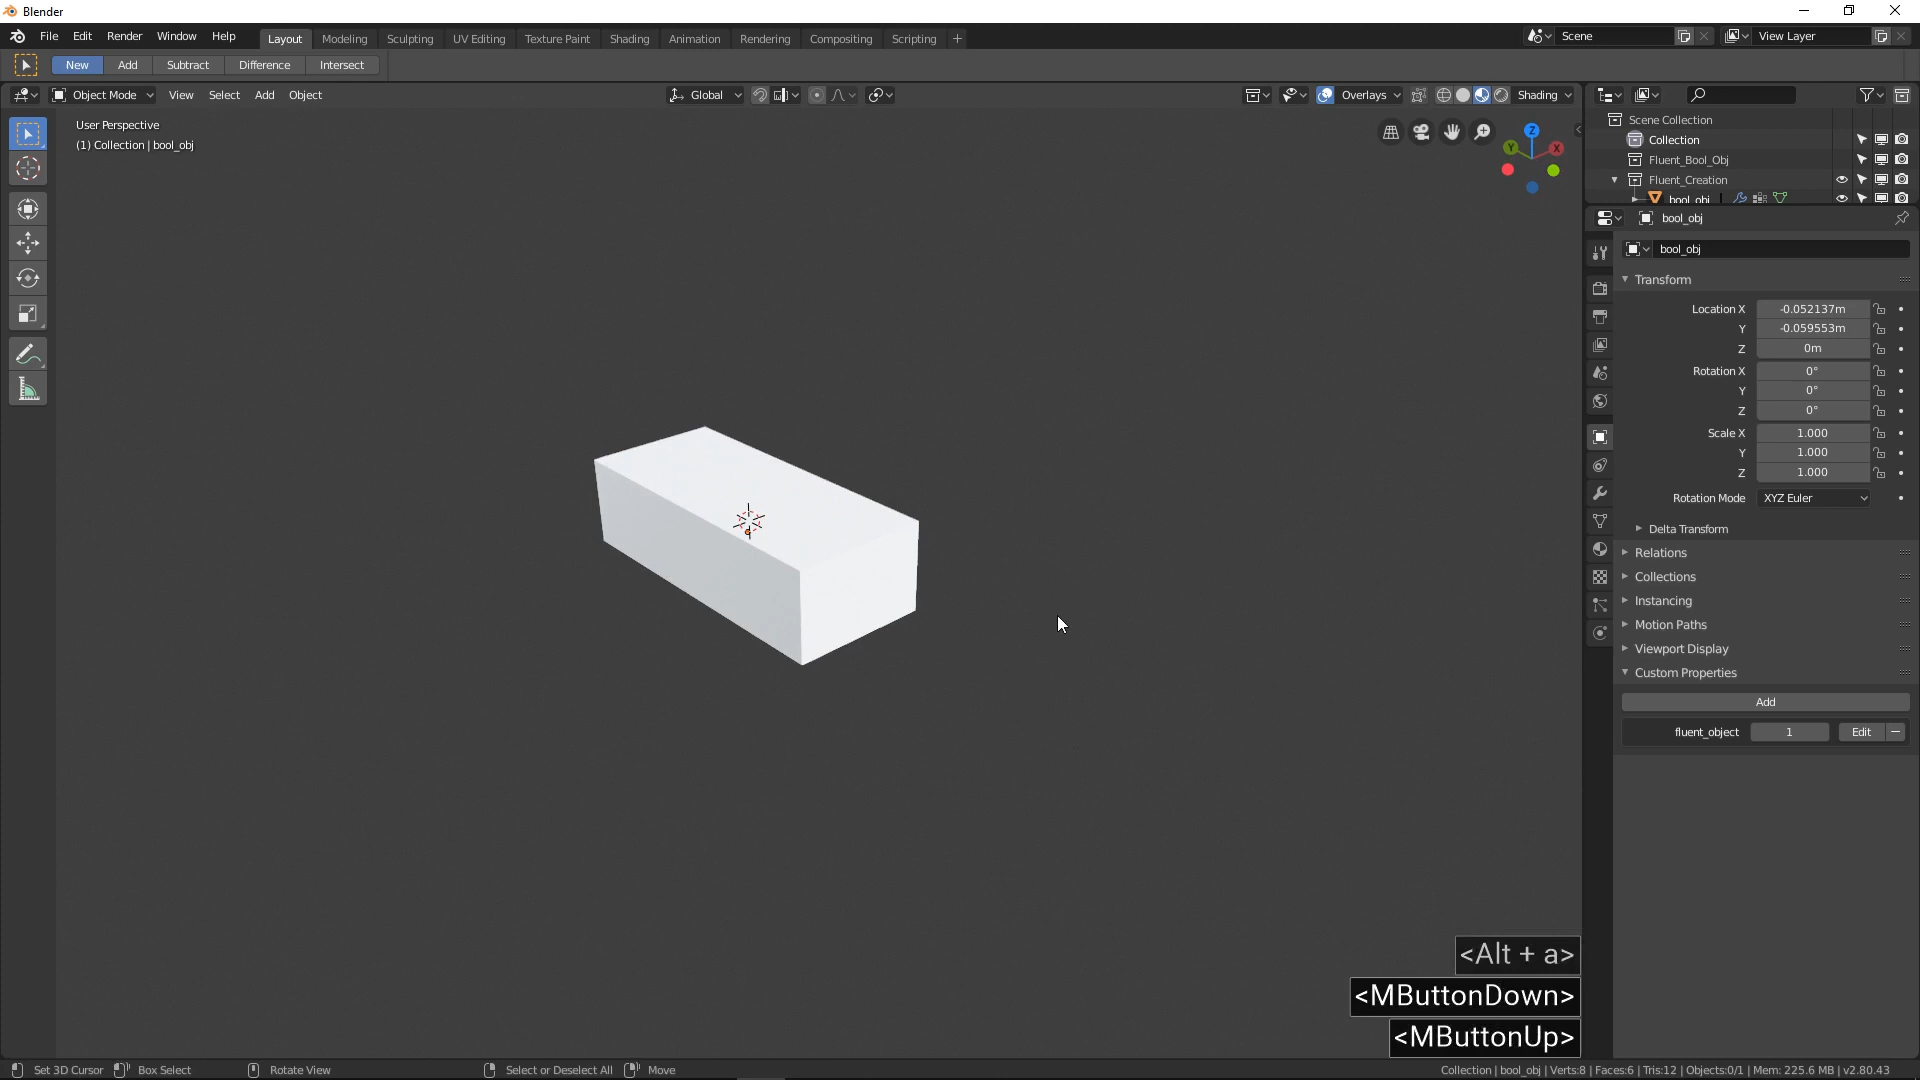 Blender
File Edit Render Window Help Layout Modeling Sculpting UV Editing Texture Paint Shading Animation Rendering Compositing Scripting + Scene View Layer
New Add Subtract Difference Intersect
Object Mode View Select Add Object Global Overlays Shading
User Perspective
(1) Collection | bool_obj
Z
Y
X
Scene Collection
Collection
Fluent_Bool_Obj
Fluent_Creation
bool_obj
bool_obj
bool_obj
Transform
Location X -0.052137m
Y -0.059553m
Z 0m
Rotation X 0°
Y 0°
Z 0°
Scale X 1.000
Y 1.000
Z 1.000
Rotation Mode XYZ Euler
Delta Transform
Relations
Collections
Instancing
Motion Paths
Viewport Display
Custom Properties
Add
fluent_object 1 Edit
<Alt + a>
<MButtonDown>
<MButtonUp>
Set 3D Cursor Box Select Rotate View Select or Deselect All Move Collection | bool_obj | Verts:8 | Faces:6 | Tris:12 | Objects:0/1 | Mem: 225.6 MB | v2.80.43